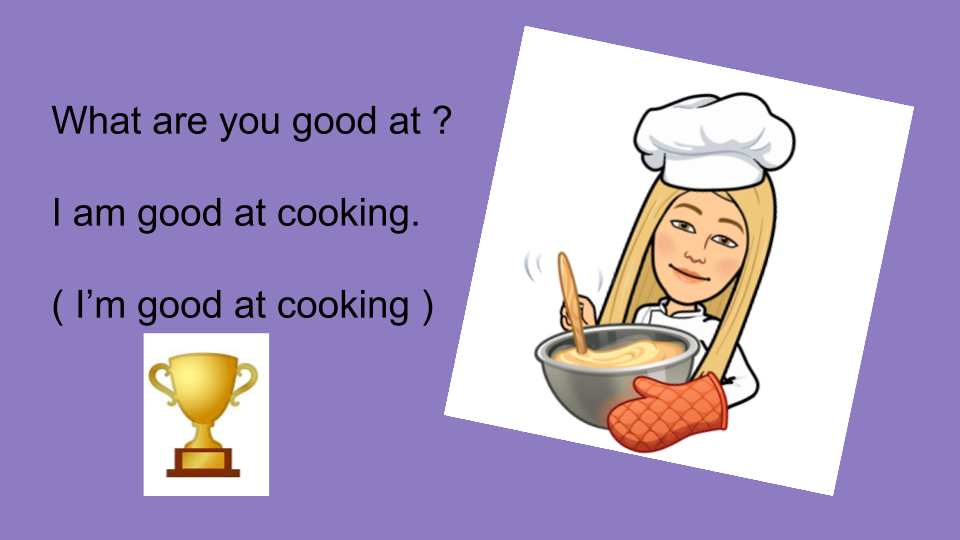 What are you good at ?
I am good at cooking.
( I’m good at cooking )